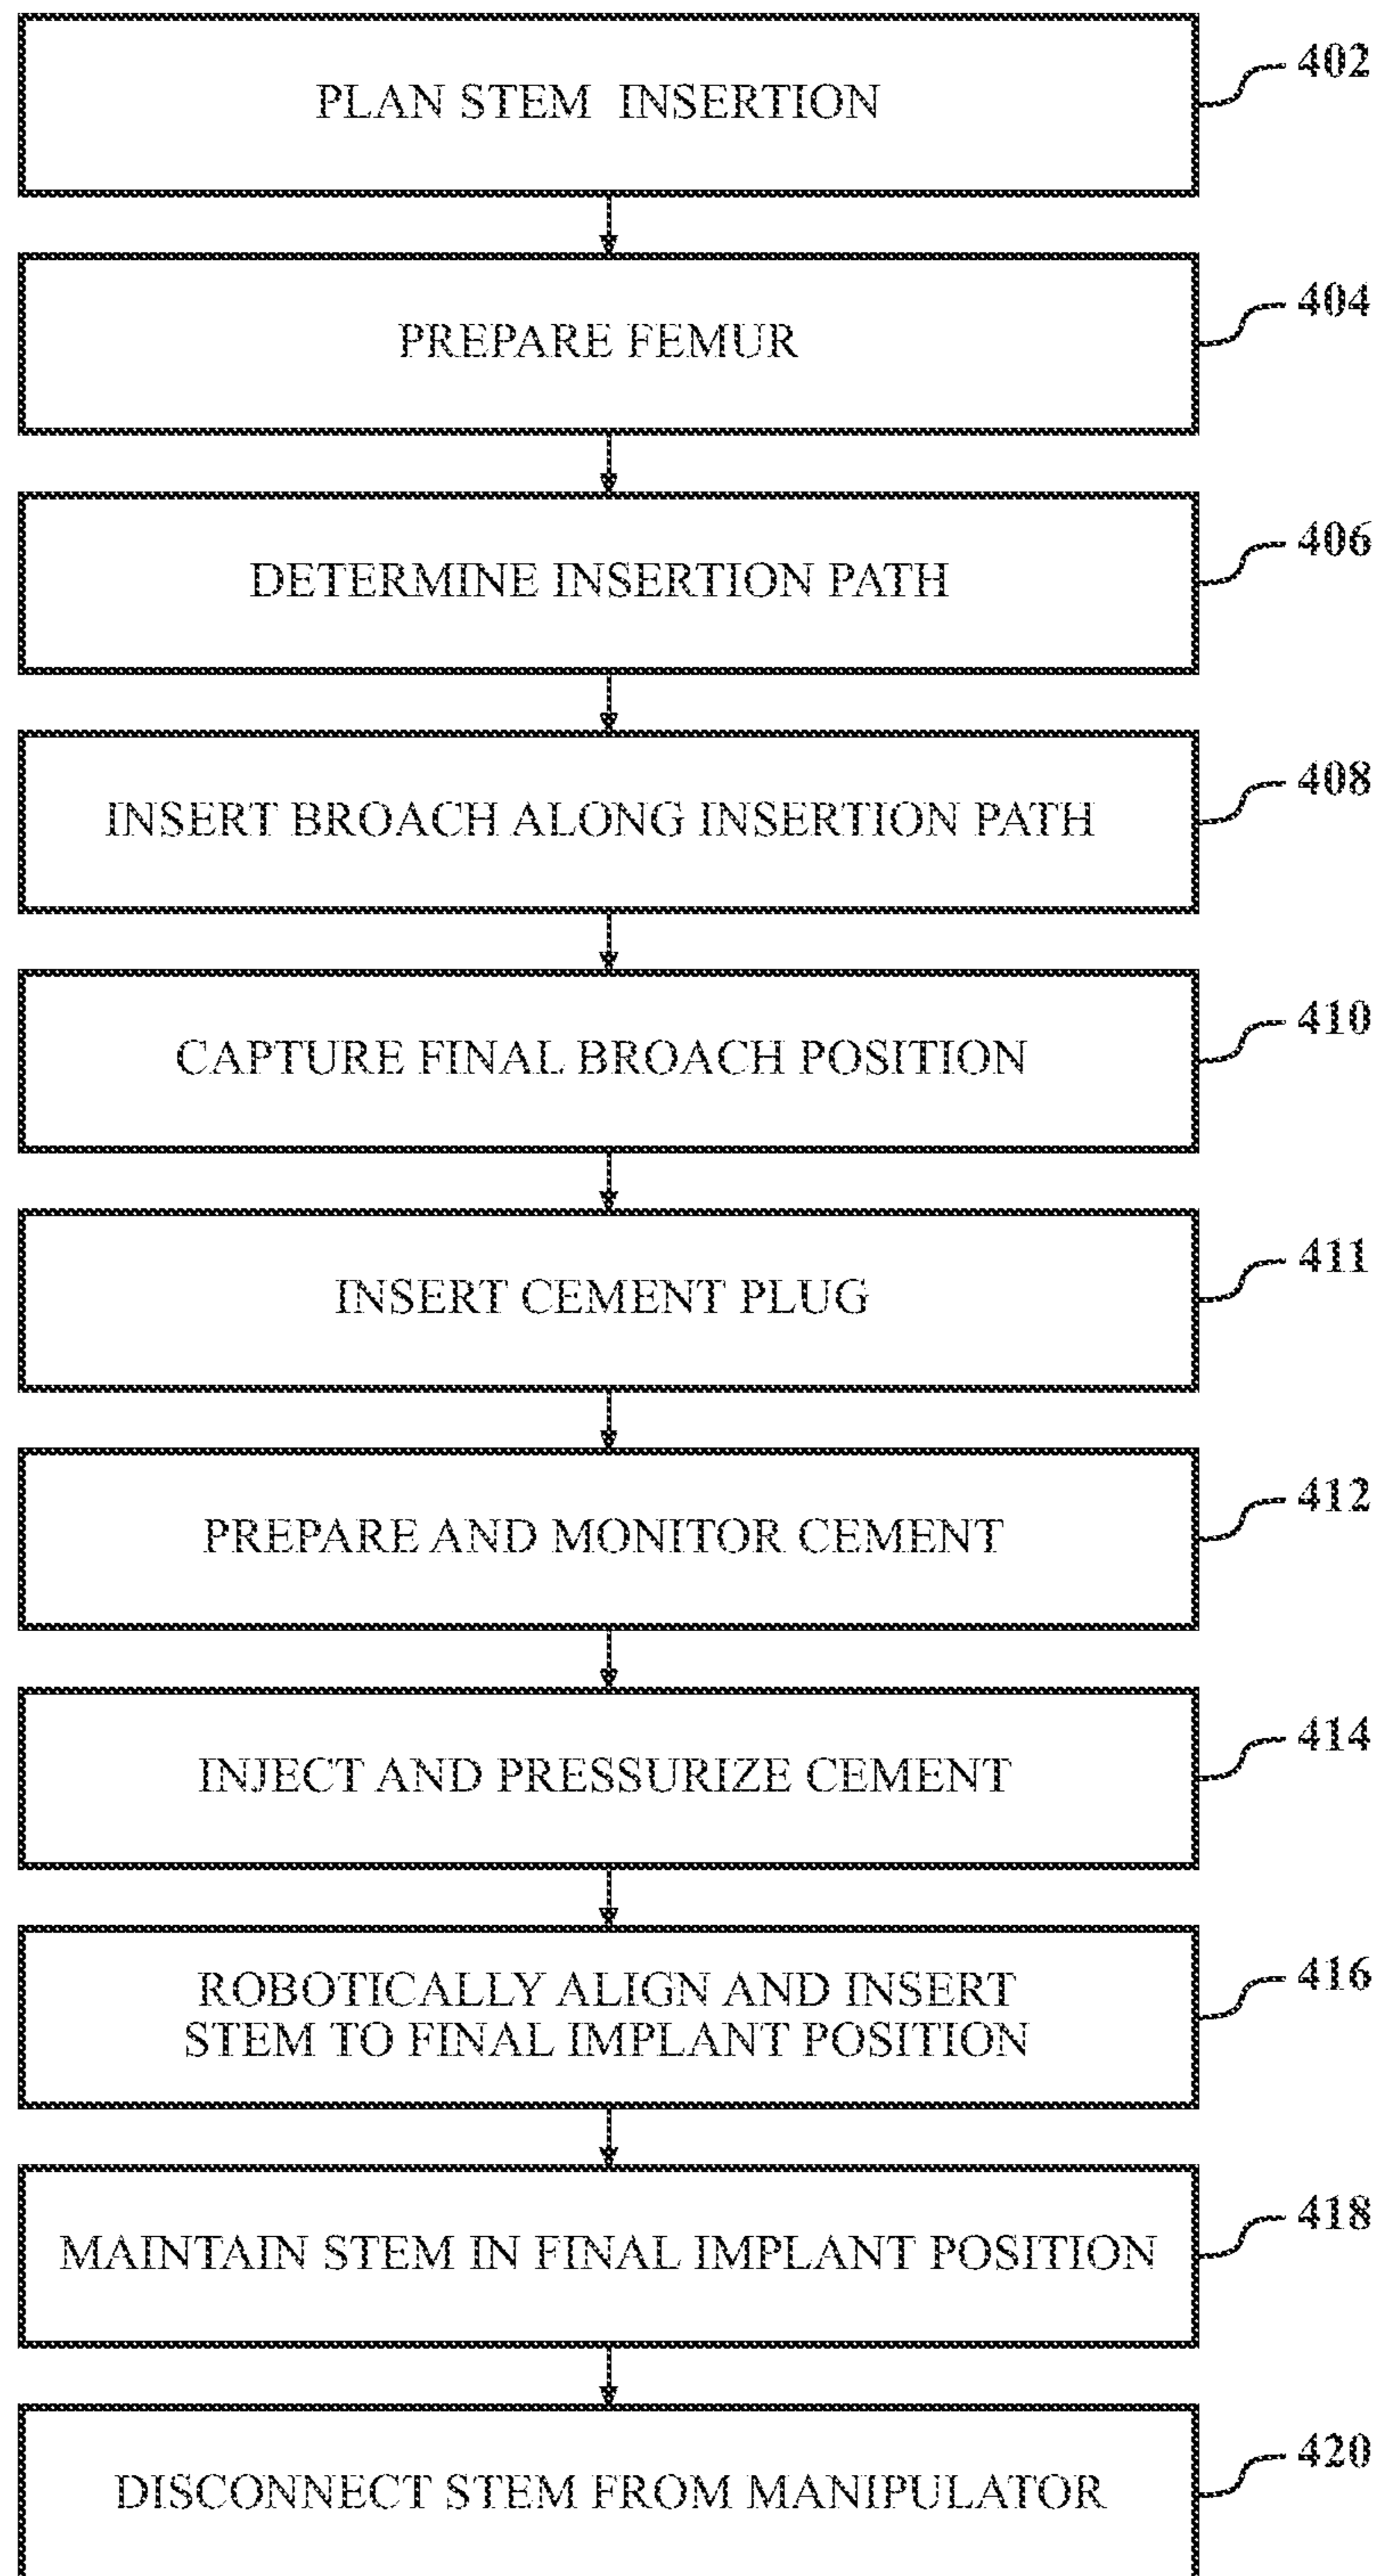 PLAN STEM INSERTION
402
PREPARE FEMUR
404
DETERMINE INSERTION PATH
406
INSERT BROACH ALONG INSERTION PATH
408
CAPTURE FINAL BROACH POSITION
410
INSERT CEMENT PLUG
411
PREPARE AND MONITOR CEMENT
412
INJECT AND PRESSURIZE CEMENT
414
ROBOTICALLY ALIGN AND INSERT
STEM TO FINAL IMPLANT POSITION
416
MAINTAIN STEM IN FINAL IMPLANT POSITION
418
DISCONNECT STEM FROM MANIPULATOR
420